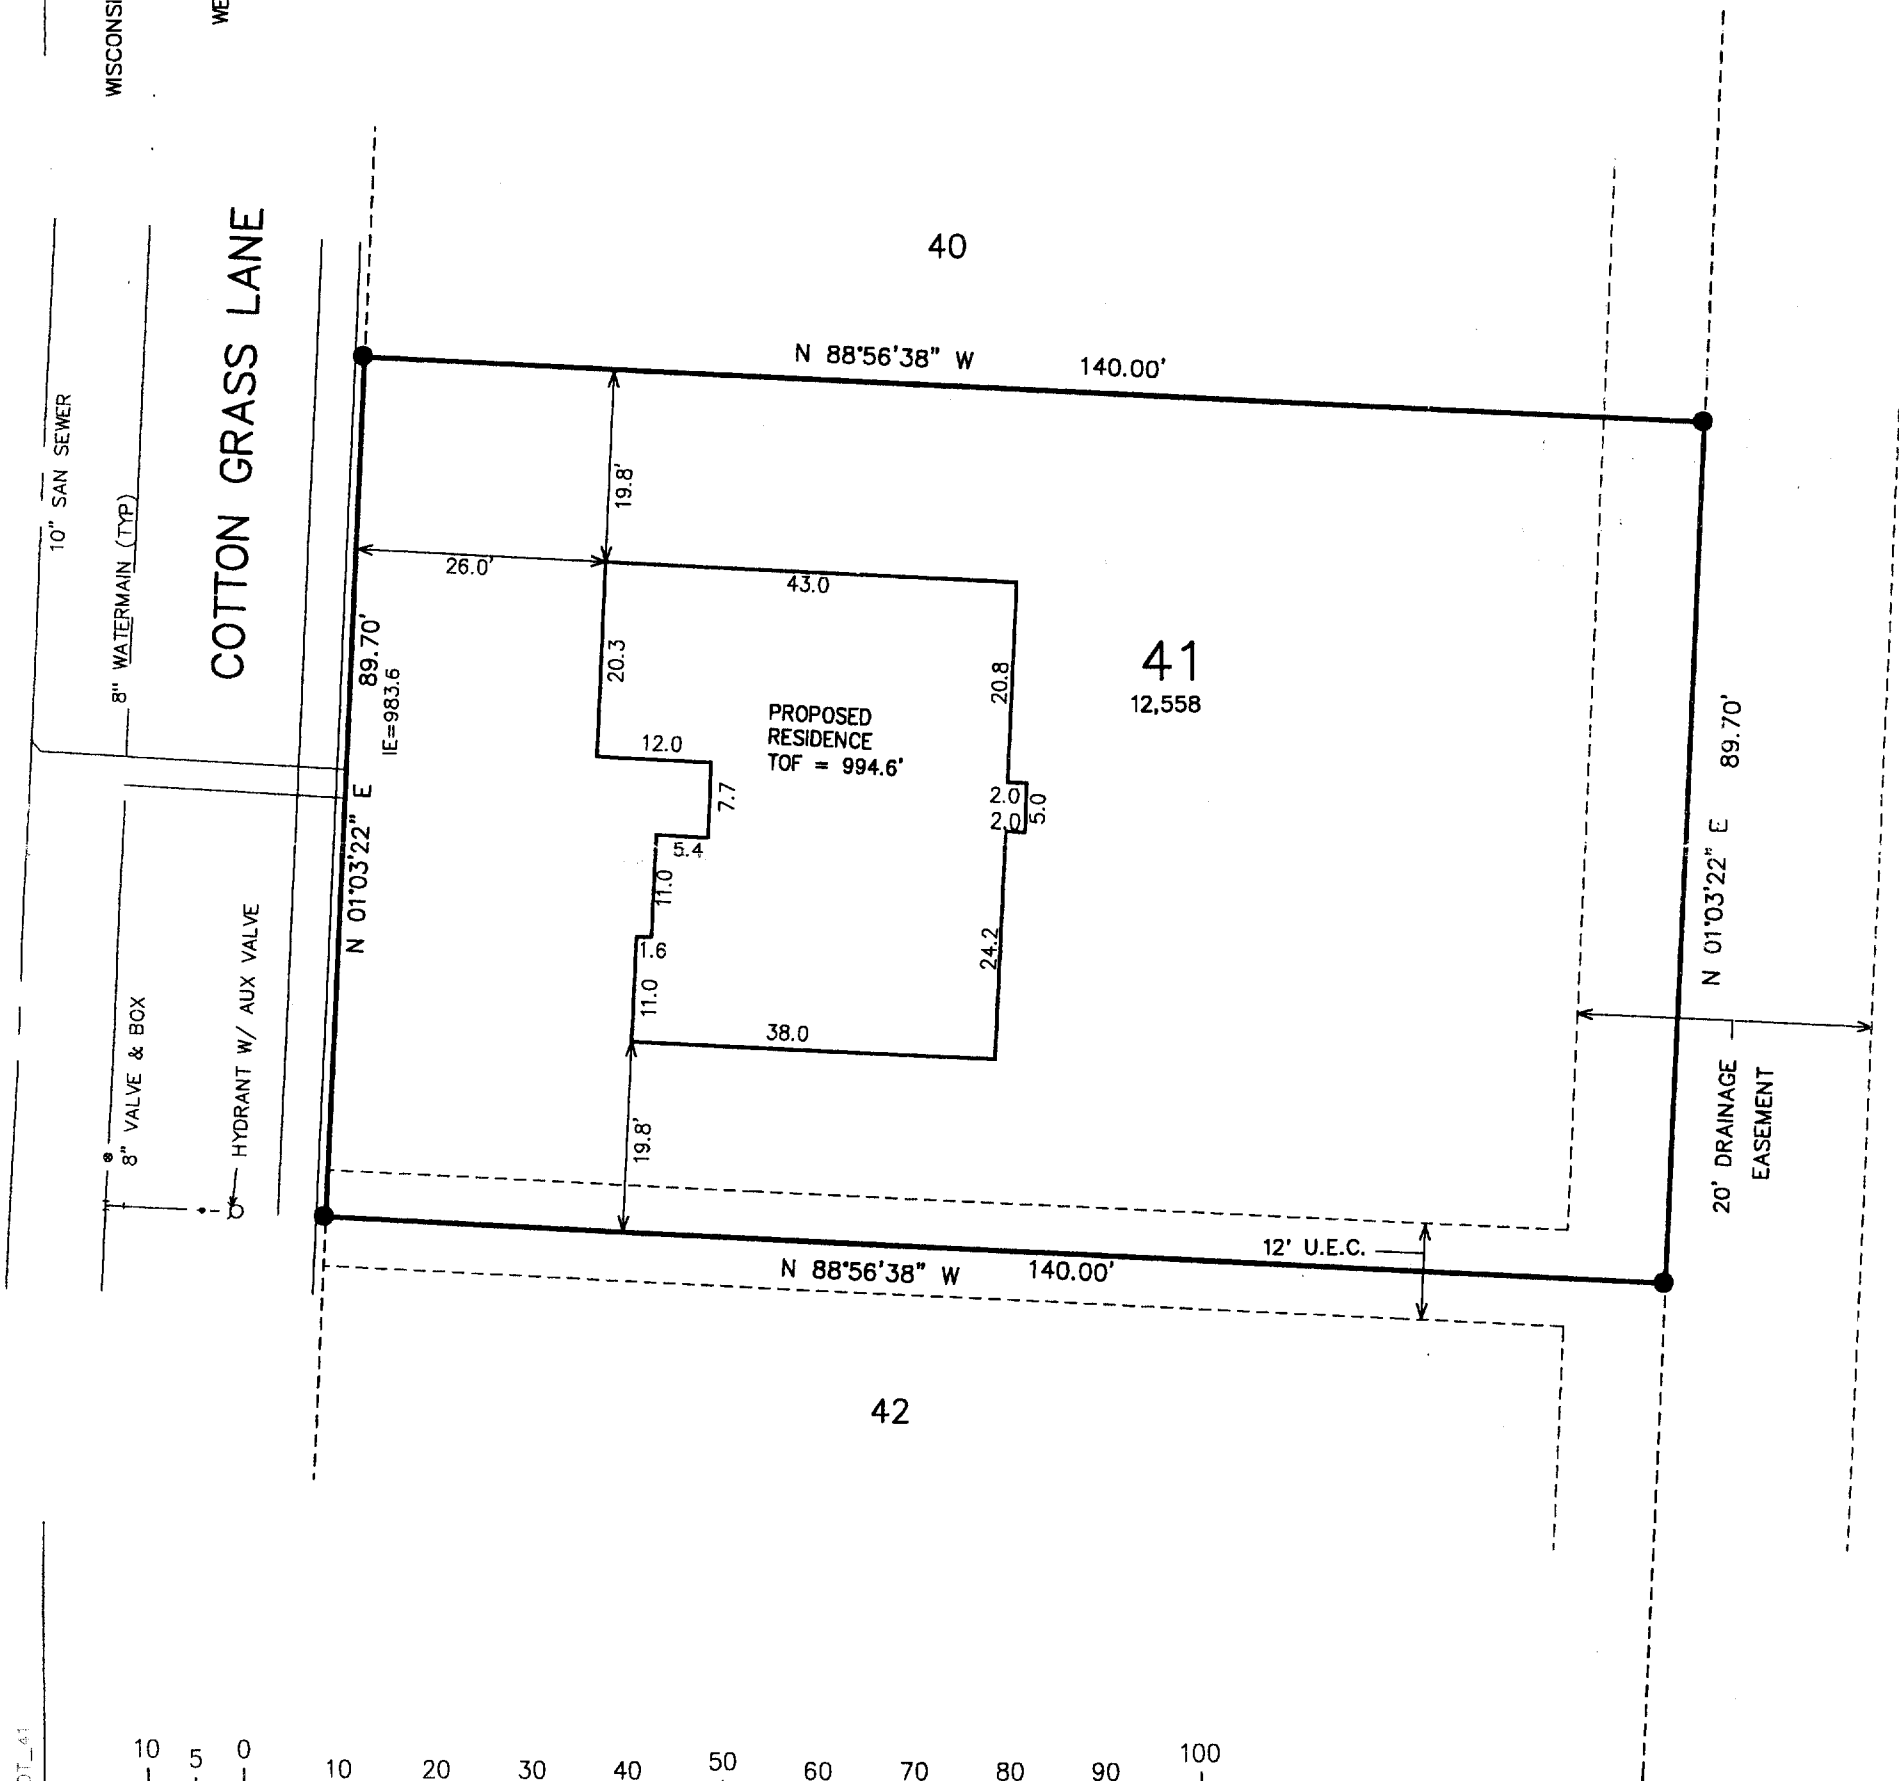 WISCONSI
WE
COTTON GRASS LANE
10" SAN SEWER
8" WATERMAIN (TYP)
8" VALVE & BOX
HYDRANT W/ AUX VALVE
40
N 88°56'38" W 140.00'
19.8'
26.0'
43.0
89.70'
IE=983.6
N 01°03'22" E
20.3
20.8
41
12,558
PROPOSED
RESIDENCE
TOF = 994.6'
12.0
7.7
5.4
2.0
2.0
5.0
11.0
1.6
11.0
24.2
38.0
19.8'
89.70'
N 01°03'22" E
20' DRAINAGE
EASEMENT
12' U.E.C.
N 88°56'38" W 140.00'
42
OT_41
10 5 0 10 20 30 40 50 60 70 80 90 100